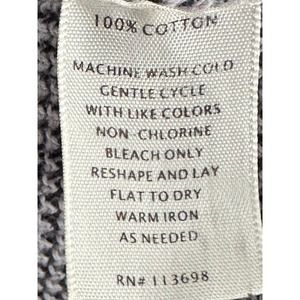 100% COTTON
MACHINE WASH COLD
GENTLE CYCLE
WITH LIKE COLORS
NON-CHLORINE
BLEACH ONLY
RESHAPE AND LAY
FLAT TO DRY
WARM IRON
AS NEEDED
RN# 113698